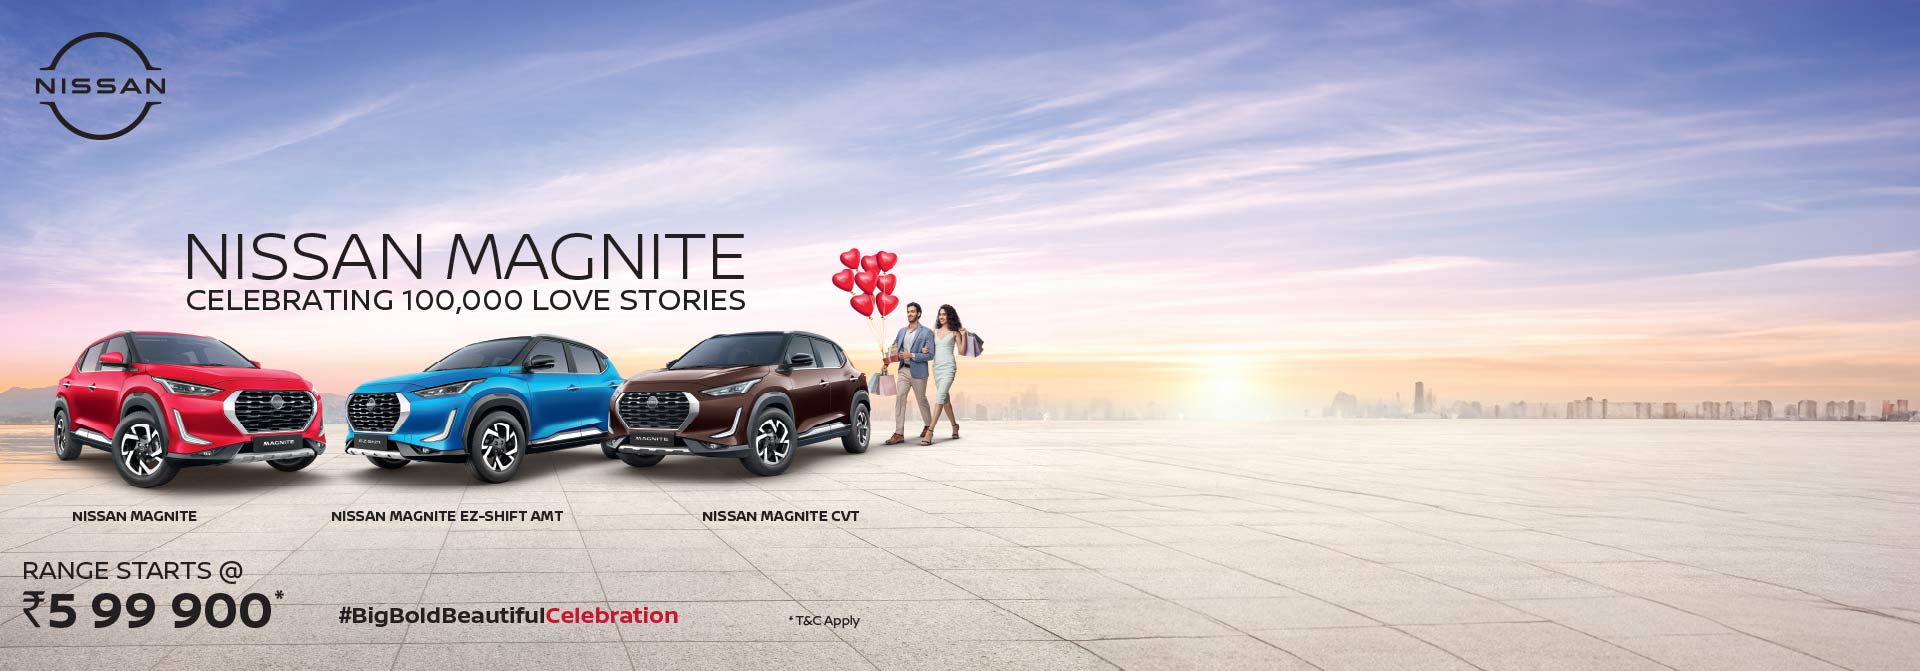 NISSAN
NISSAN MAGNITE
CELEBRATING 100,000 LOVE STORIES
MAGNITE
EZ-SHIFT
MAGNITE
NISSAN MAGNITE
NISSAN MAGNITE EZ-SHIFT AMT
NISSAN MAGNITE CVT
RANGE STARTS @
₹5 99 900*
#BigBoldBeautifulCelebration
*T&C Apply